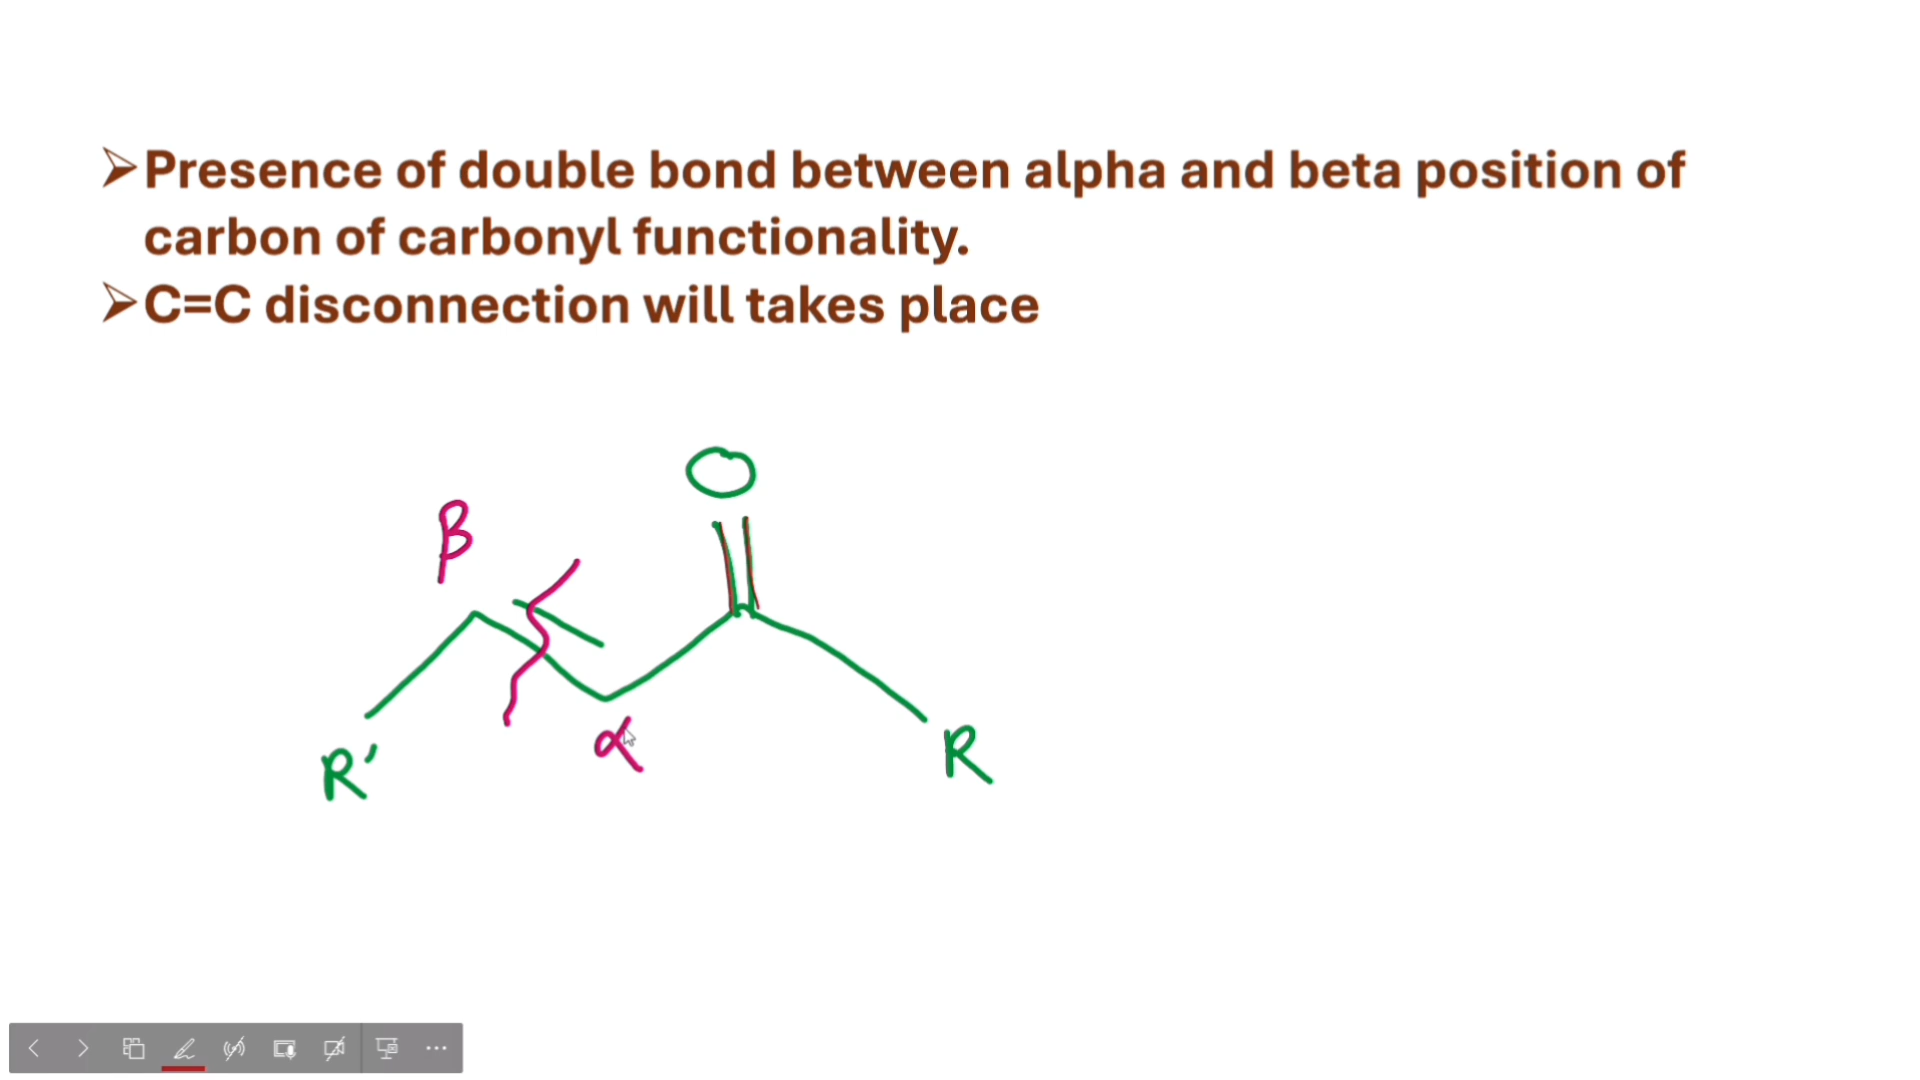 ➢Presence of double bond between alpha and beta position of
carbon of carbonyl functionality.
➢C=C disconnection will takes place
O
β
α
R'
R